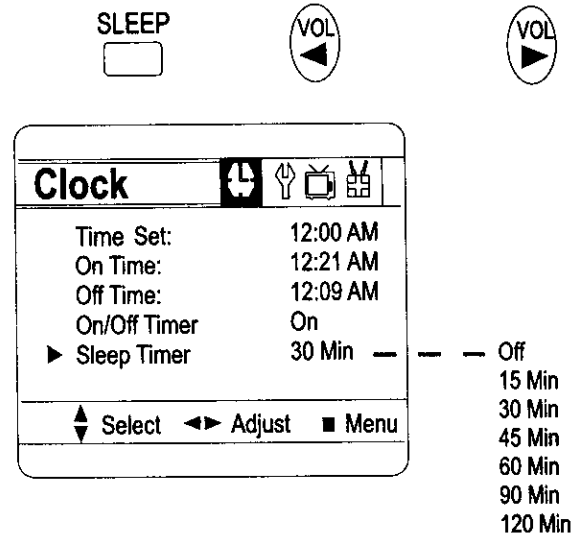 SLEEP
VOL
VOL
Clock
Time Set: 12:00 AM
On Time: 12:21 AM
Off Time: 12:09 AM
On/Off Timer On
Sleep Timer 30 Min
Off
15 Min
30 Min
45 Min
60 Min
90 Min
120 Min
Select Adjust Menu